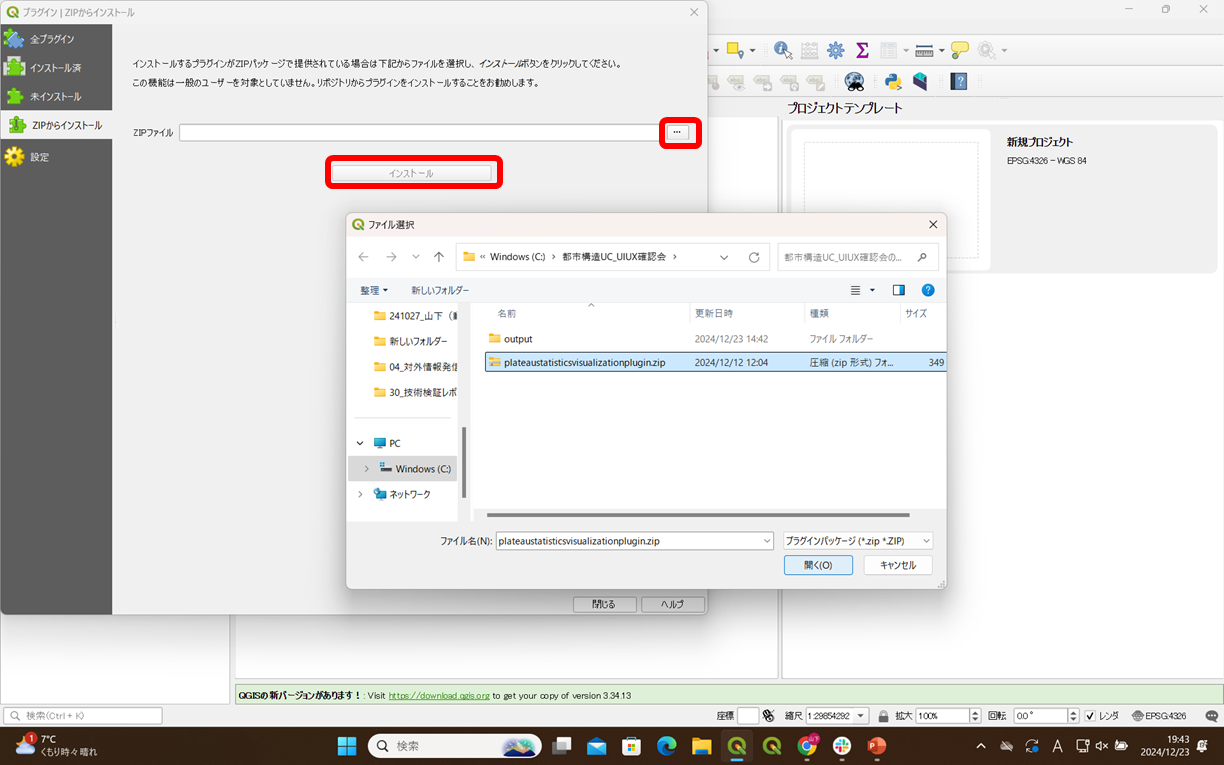 プラグイン | ZIPからインストール
全プラグイン
インストール済
未インストール
ZIPからインストール
設定
インストールするプラグインがZIPパッケージで提供されている場合は下記からファイルを選択し、インストールボタンをクリックしてください。
この機能は一般のユーザーを対象としていません。リポジトリからプラグインをインストールすることをお勧めします。
ZIPファイル
...
インストール
プロジェクトテンプレート
新規プロジェクト
EPSG:4326 - WGS 84
ファイル選択
« Windows (C:) › 都市構造UC_UIUX確認会 ›
都市構造UC_UIUX確認会の...
整理
新しいフォルダー
241027_山下（
新しいフォルダー
04_対外情報発信
30_技術検証レポ
PC
Windows (C:)
ネットワーク
名前 更新日時 種類 サイズ
output 2024/12/23 14:42 ファイル フォルダー
plateaustatisticsvisualizationplugin.zip 2024/12/12 12:04 圧縮 (zip 形式) フォ... 349
ファイル名(N): plateaustatisticsvisualizationplugin.zip プラグインパッケージ (*.zip *.ZIP)
開く(O) キャンセル
閉じる ヘルプ
QGISの新バージョンがあります！: Visit https://download.qgis.org to get your copy of version 3.34.13
検索(Ctrl + K)
座標 縮尺 1:29854292 拡大 100% 回転 0.0° レンダ EPSG:4326
1
7°C
くもり時々晴れ
検索
A
19:43
2024/12/23